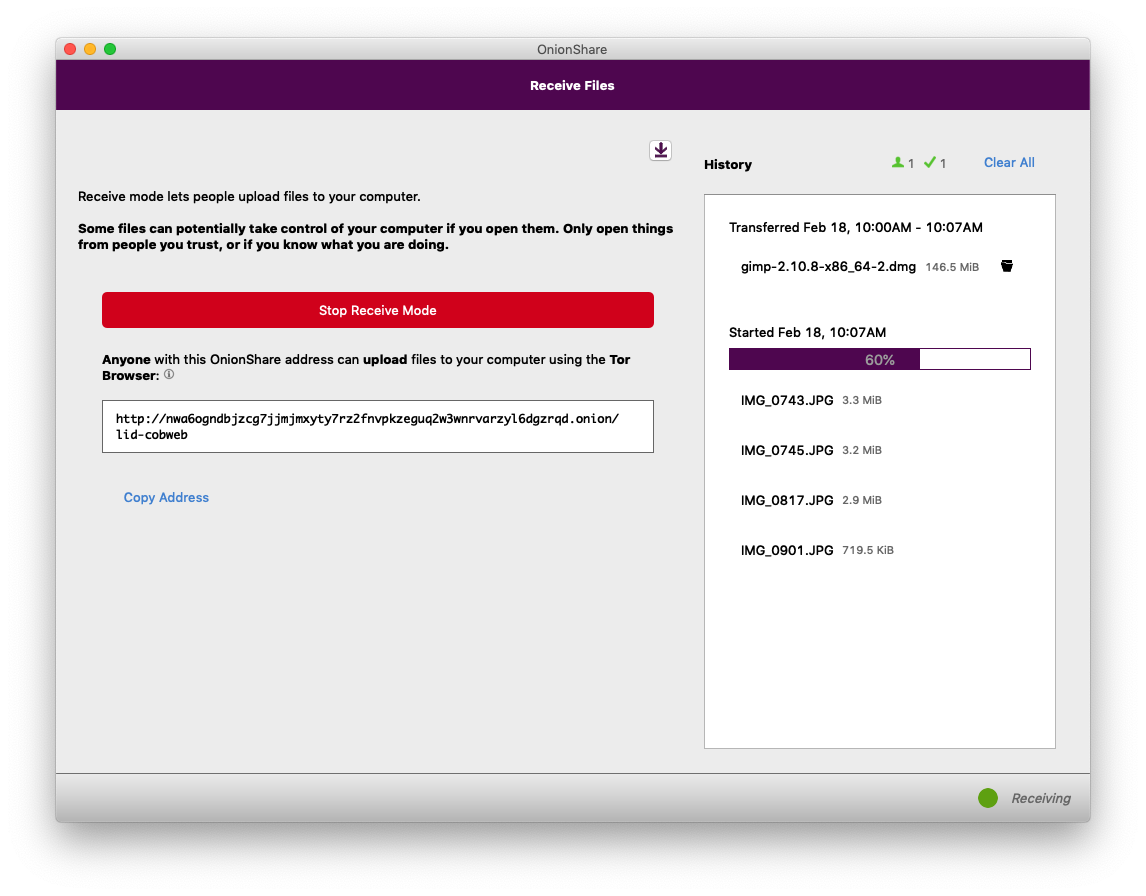 OnionShare
Receive Files
Receive mode lets people upload files to your computer.
Some files can potentially take control of your computer if you open them. Only open things
from people you trust, or if you know what you are doing.
Stop Receive Mode
Anyone with this OnionShare address can upload files to your computer using the Tor
Browser:
http://nwa6ogndbjzcg7jjmjmxyty7rz2fnvpkzeguq2w3wnrvarzyl6dgzrqd.onion/
lid-cobweb
Copy Address
History 1 1 Clear All
Transferred Feb 18, 10:00AM - 10:07AM
gimp-2.10.8-x86_64-2.dmg 146.5 MiB
Started Feb 18, 10:07AM
60%
IMG_0743.JPG 3.3 MiB
IMG_0745.JPG 3.2 MiB
IMG_0817.JPG 2.9 MiB
IMG_0901.JPG 719.5 KiB
Receiving